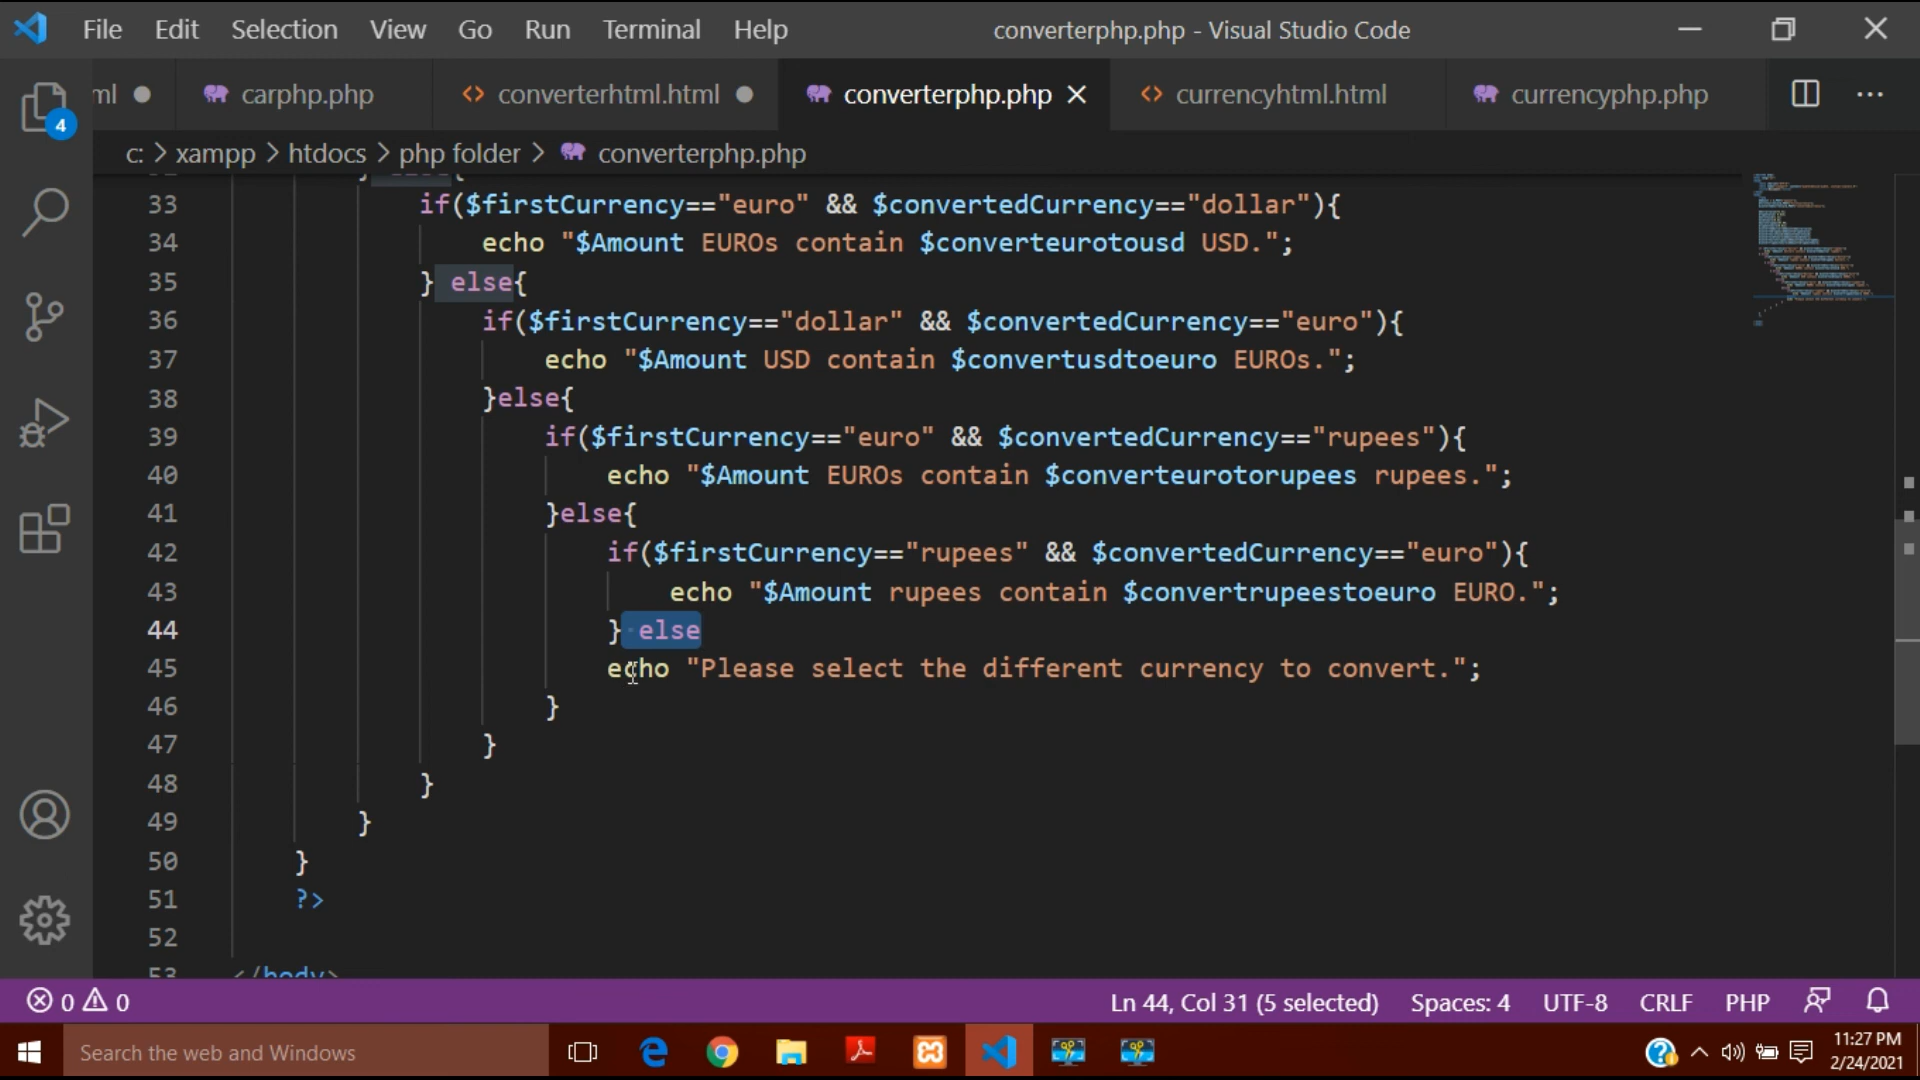 File Edit Selection View Go Run Terminal Help converterphp.php - Visual Studio Code
ml carphp.php converterhtml.html converterphp.php currencyhtml.html currencyphp.php
4
c: > xampp > htdocs > php folder > converterphp.php
33 if($firstCurrency=="euro" && $convertedCurrency=="dollar"){
34 echo "$Amount EUROs contain $converteurotousd USD.";
35 } else{
36 if($firstCurrency=="dollar" && $convertedCurrency=="euro"){
37 echo "$Amount USD contain $convertusdtoeuro EUROs.";
38 }else{
39 if($firstCurrency=="euro" && $convertedCurrency=="rupees"){
40 echo "$Amount EUROs contain $converteurotorupees rupees.";
41 }else{
42 if($firstCurrency=="rupees" && $convertedCurrency=="euro"){
43 echo "$Amount rupees contain $convertrupeestoeuro EURO.";
44 } else
45 echo "Please select the different currency to convert.";
46 }
47 }
48 }
49 }
50 }
51 ?>
52
53 </body>
0 0 Ln 44, Col 31 (5 selected) Spaces: 4 UTF-8 CRLF PHP
Search the web and Windows
11:27 PM
2/24/2021